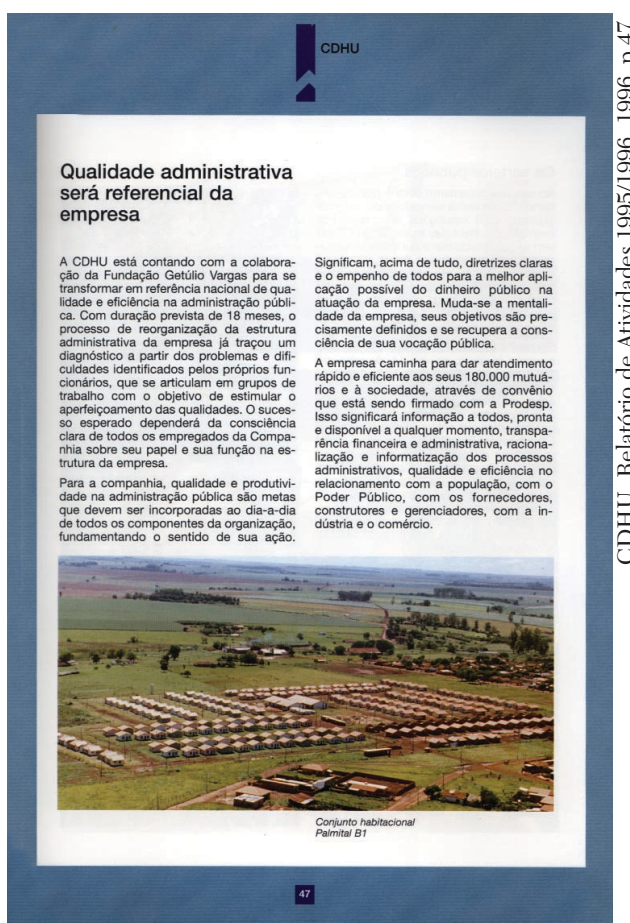 CDHU
Qualidade administrativa
será referencial da
empresa
A CDHU está contando com a colabora-
ção da Fundação Getúlio Vargas para se
transformar em referência nacional de qua-
lidade e eficiência na administração públi-
ca. Com duração prevista de 18 meses, o
processo de reorganização da estrutura
administrativa da empresa já traçou um
diagnóstico a partir dos problemas e difi-
culdades identificados pelos próprios fun-
cionários, que se articulam em grupos de
trabalho com o objetivo de estimular o
aperfeiçoamento das qualidades. O suces-
so esperado dependerá da consciência
clara de todos os empregados da Compa-
nhia sobre seu papel e sua função na es-
trutura da empresa.
Para a companhia, qualidade e produtivi-
dade na administração pública são metas
que devem ser incorporadas ao dia-a-dia
de todos os componentes da organização,
fundamentando o sentido de sua ação.
Significam, acima de tudo, diretrizes claras
e o empenho de todos para a melhor apli-
cação possível do dinheiro público na
atuação da empresa. Muda-se a mentali-
dade da empresa, seus objetivos são pre-
cisamente definidos e se recupera a cons-
ciência de sua vocação pública.
A empresa caminha para dar atendimento
rápido e eficiente aos seus 180.000 mutuá-
rios e à sociedade, através de convênio
que está sendo firmado com a Prodesp.
Isso significará informação a todos, pronta
e disponível a qualquer momento, transpa-
rência financeira e administrativa, raciona-
lização e informatização dos processos
administrativos, qualidade e eficiência no
relacionamento com a população, com o
Poder Público, com os fornecedores,
construtores e gerenciadores, com a in-
dústria e o comércio.
Conjunto habitacional
Palmital B1
47
CDHU, Relatório de Atividades 1995/1996, 1996, p.47